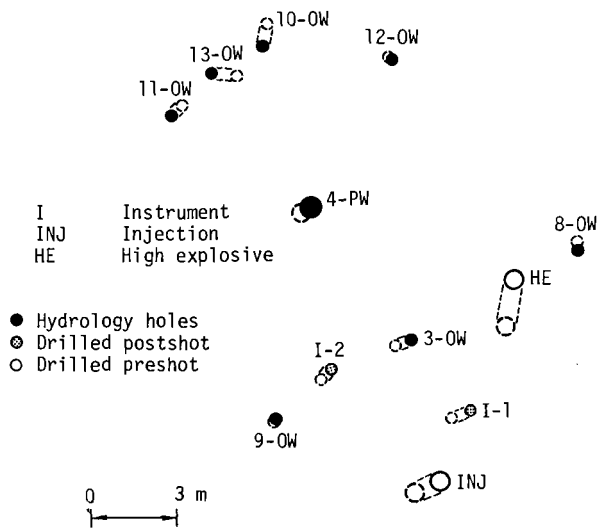 10-OW
12-OW
13-OW
11-OW
4-PW
I Instrument
INJ Injection
HE High explosive
8-OW
HE
Hydrology holes
Drilled postshot
Drilled preshot
3-OW
I-2
I-1
9-OW
INJ
0 3 m